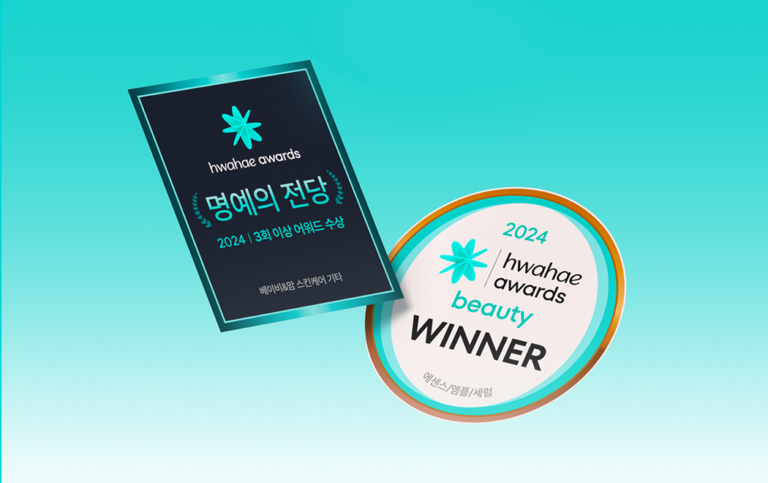 hwahae awards
명예의 전당
2024 | 3회 이상 어워드 수상
베이비&맘 스킨케어 기타
2024
hwahae
awards
beauty
WINNER
에센스/앰플/세럼